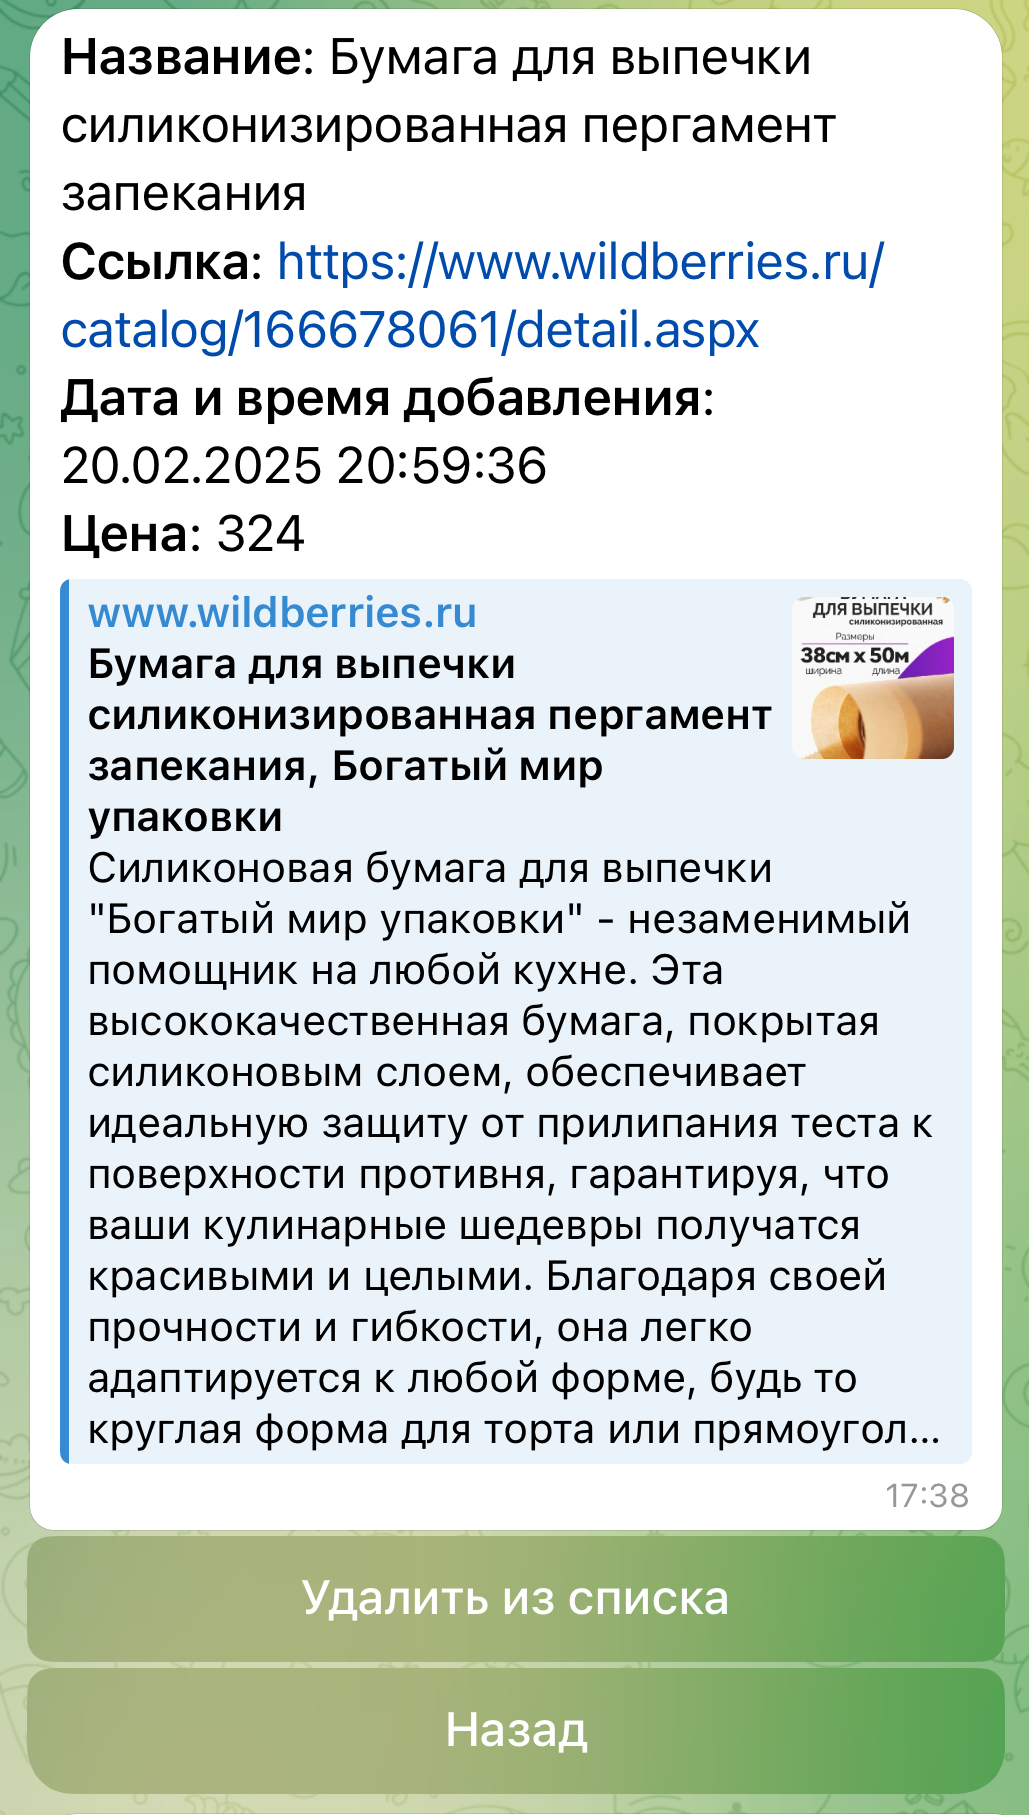 Название: Бумага для выпечки
силиконизированная пергамент
запекания
Ссылка: https://www.wildberries.ru/
catalog/166678061/detail.aspx
Дата и время добавления:
20.02.2025 20:59:36
Цена: 324
www.wildberries.ru
Бумага для выпечки
силиконизированная пергамент
запекания, Богатый мир
упаковки
ДЛЯ ВЫПЕЧКИ
силиконизированная
Размеры
38см х 50м
ширина длина
Силиконовая бумага для выпечки
"Богатый мир упаковки" - незаменимый
помощник на любой кухне. Эта
высококачественная бумага, покрытая
силиконовым слоем, обеспечивает
идеальную защиту от прилипания теста к
поверхности противня, гарантируя, что
ваши кулинарные шедевры получатся
красивыми и целыми. Благодаря своей
прочности и гибкости, она легко
адаптируется к любой форме, будь то
круглая форма для торта или прямоугол...
17:38
Удалить из списка
Назад